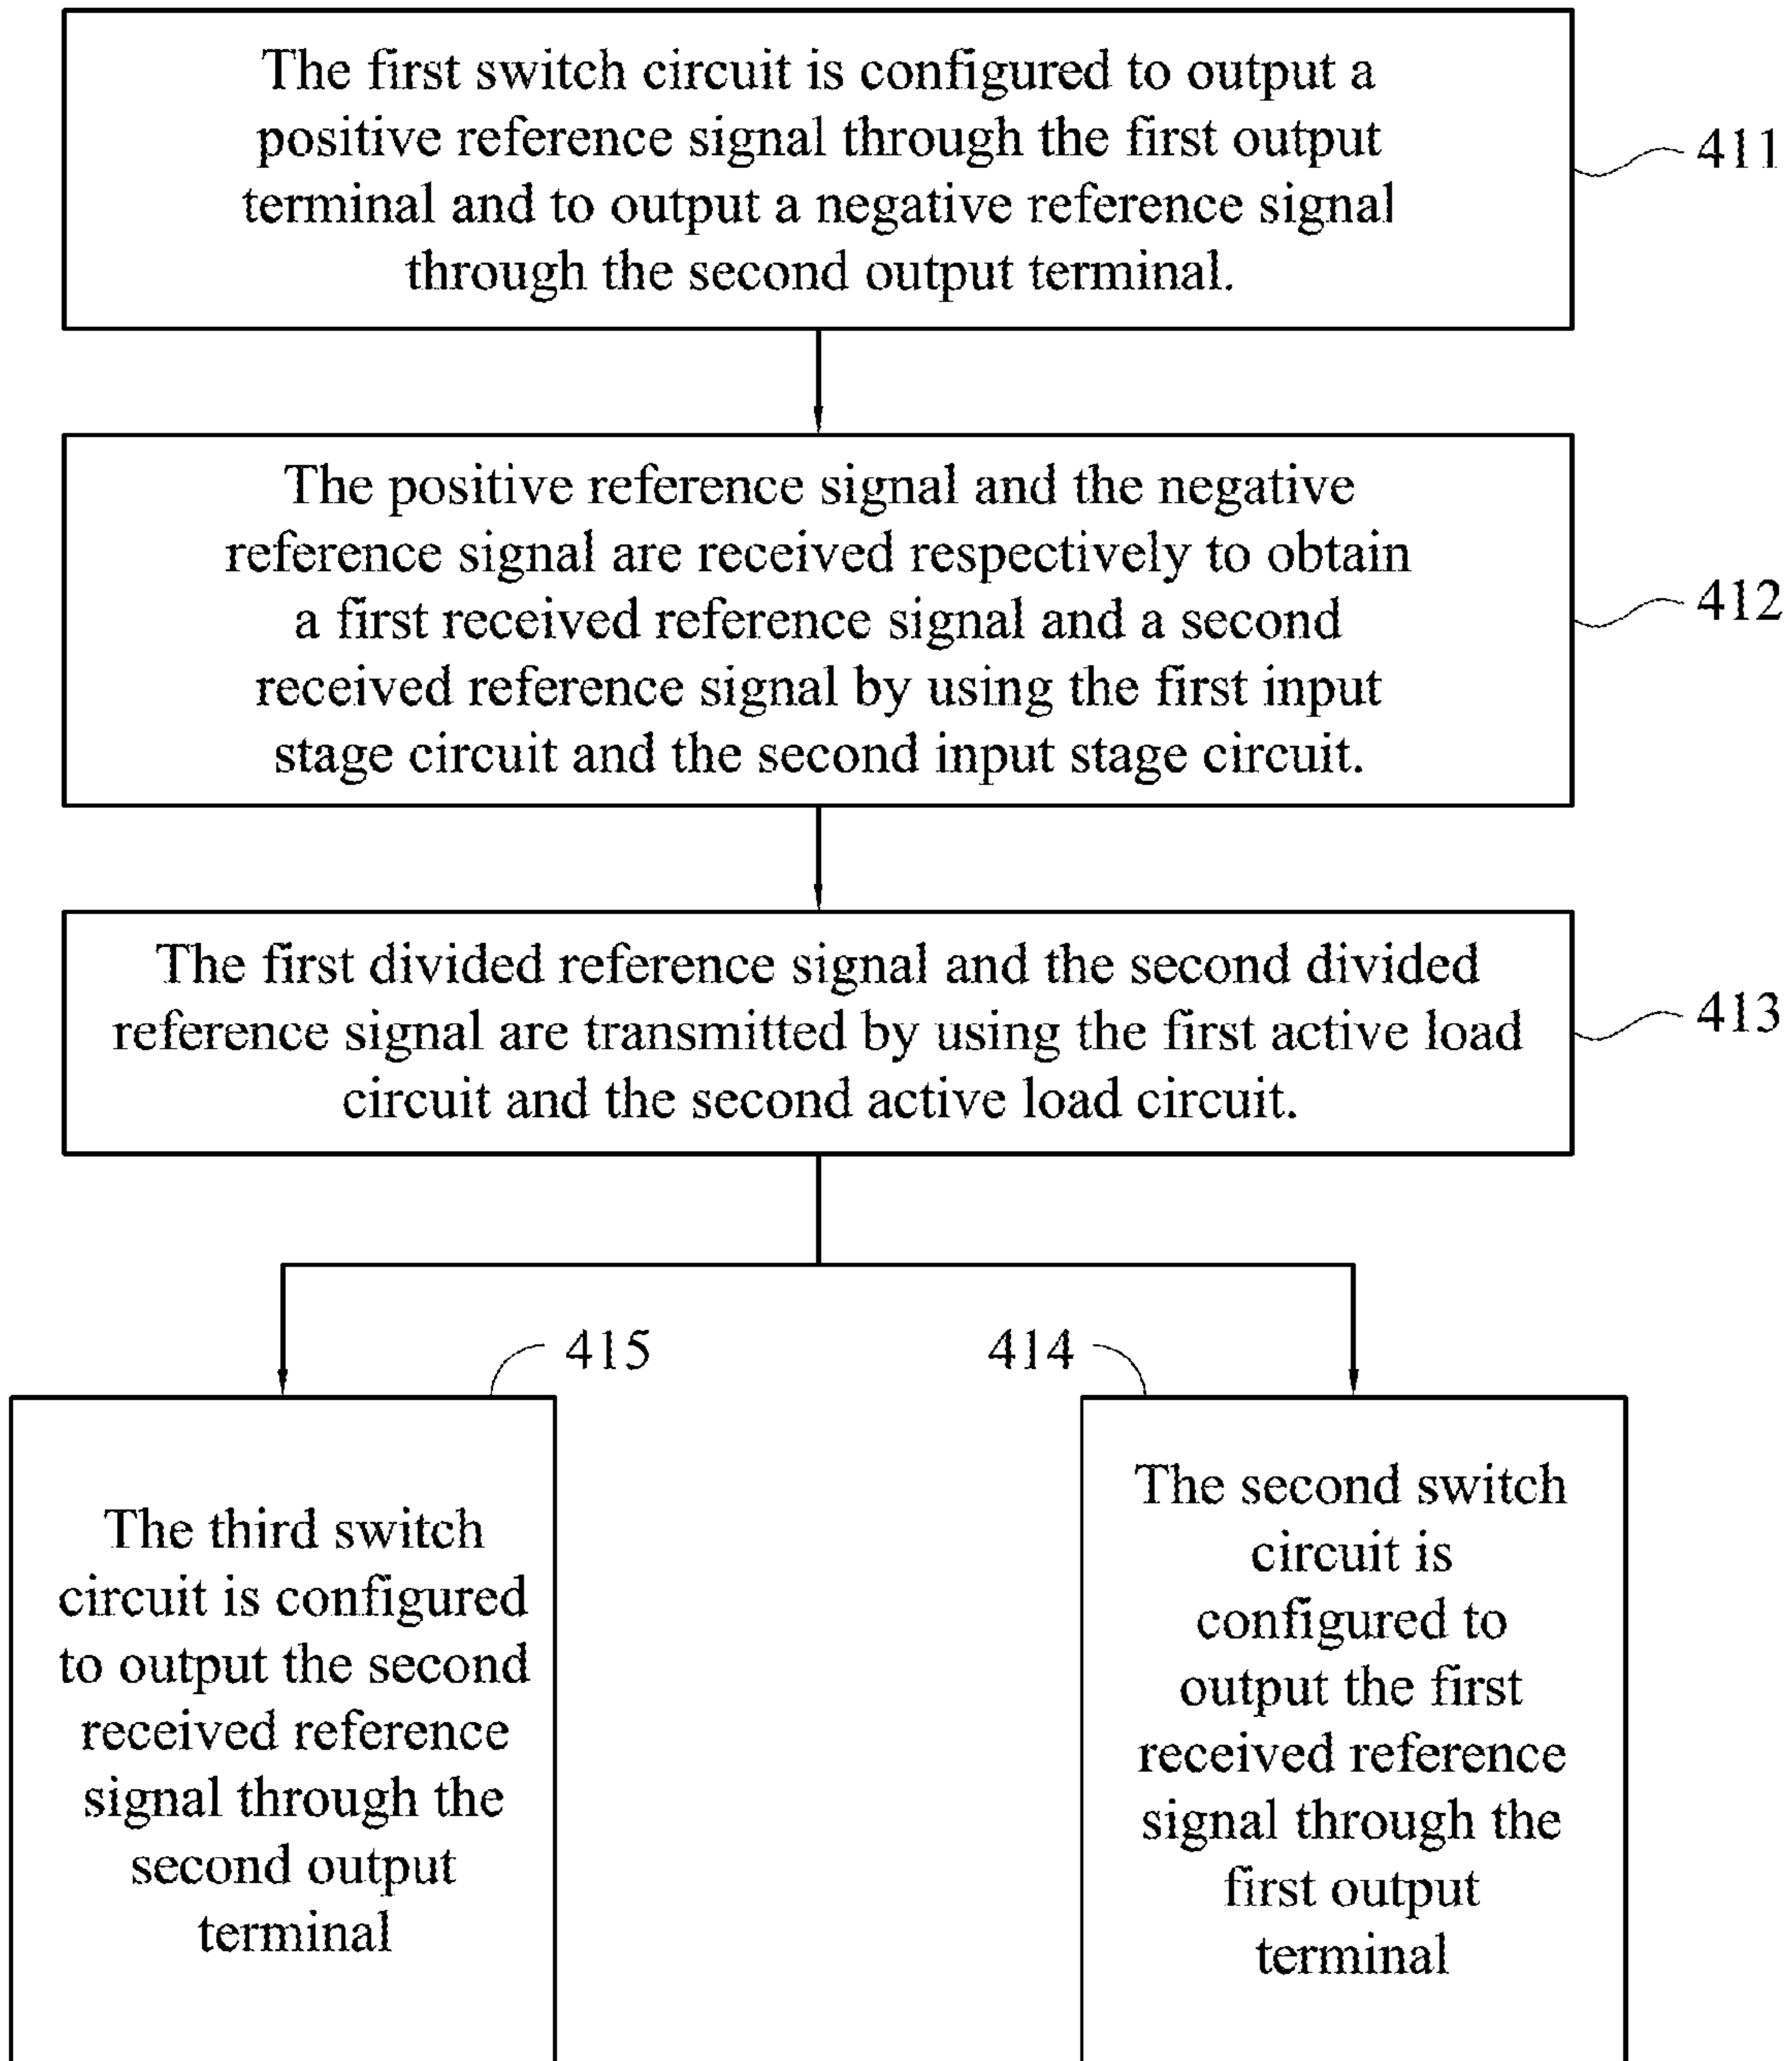 The first switch circuit is configured to output a
positive reference signal through the first output
terminal and to output a negative reference signal
through the second output terminal.
411
The positive reference signal and the negative
reference signal are received respectively to obtain
a first received reference signal and a second
received reference signal by using the first input
stage circuit and the second input stage circuit.
412
The first divided reference signal and the second divided
reference signal are transmitted by using the first active load
circuit and the second active load circuit.
413
415
The third switch
circuit is configured
to output the second
received reference
signal through the
second output
terminal
414
The second switch
circuit is
configured to
output the first
received reference
signal through the
first output
terminal